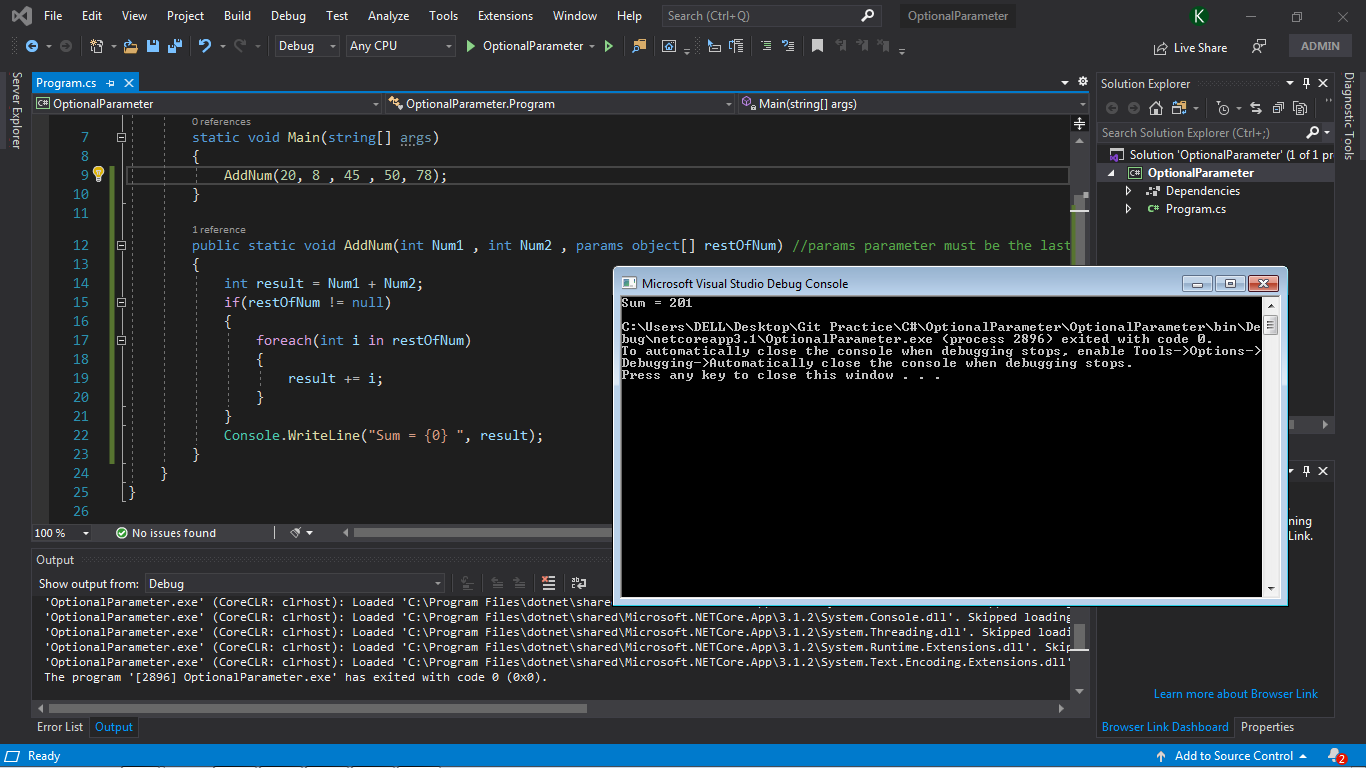 File Edit View Project Build Debug Test Analyze Tools Extensions Window Help Search (Ctrl+Q) OptionalParameter K
Debug Any CPU OptionalParameter Live Share ADMIN
Server Explorer
Program.cs
OptionalParameter OptionalParameter.Program Main(string[] args)
0 references
7 static void Main(string[] args)
8 {
9 AddNum(20, 8 , 45 , 50, 78);
10 }
11
1 reference
12 public static void AddNum(int Num1 , int Num2 , params object[] restOfNum) //params parameter must be the last
13 {
14 int result = Num1 + Num2;
15 if(restOfNum != null)
16 {
17 foreach(int i in restOfNum)
18 {
19 result += i;
20 }
21 }
22 Console.WriteLine("Sum = {0} ", result);
23 }
24 }
25 }
26
100 % No issues found
Microsoft Visual Studio Debug Console
Sum = 201
C:\Users\DELL\Desktop\Git Practice\C#\OptionalParameter\OptionalParameter\bin\De
bug\netcoreapp3.1\OptionalParameter.exe (process 2896) exited with code 0.
To automatically close the console when debugging stops, enable Tools->Options->
Debugging->Automatically close the console when debugging stops.
Press any key to close this window . . .
Solution Explorer
Search Solution Explorer (Ctrl+;)
Solution 'OptionalParameter' (1 of 1 pr
C# OptionalParameter
Dependencies
C# Program.cs
Diagnostic Tools
ning
Link.
Learn more about Browser Link
Browser Link Dashboard Properties
Output
Show output from: Debug
'OptionalParameter.exe' (CoreCLR: clrhost): Loaded 'C:\Program Files\dotnet\shared
'OptionalParameter.exe' (CoreCLR: clrhost): Loaded 'C:\Program Files\dotnet\shared\Microsoft.NETCore.App\3.1.2\System.Console.dll'. Skipped loading
'OptionalParameter.exe' (CoreCLR: clrhost): Loaded 'C:\Program Files\dotnet\shared\Microsoft.NETCore.App\3.1.2\System.Threading.dll'. Skipped loadi
'OptionalParameter.exe' (CoreCLR: clrhost): Loaded 'C:\Program Files\dotnet\shared\Microsoft.NETCore.App\3.1.2\System.Runtime.Extensions.dll'. Skip
'OptionalParameter.exe' (CoreCLR: clrhost): Loaded 'C:\Program Files\dotnet\shared\Microsoft.NETCore.App\3.1.2\System.Text.Encoding.Extensions.dll'
The program '[2896] OptionalParameter.exe' has exited with code 0 (0x0).
Error List Output
Ready Add to Source Control 2